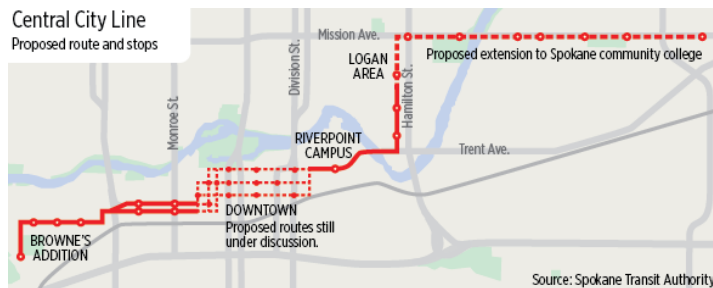 Central City Line
Proposed route and stops
Mission Ave.
LOGAN
AREA
Proposed extension to Spokane community college
Division St.
Hamilton St.
Monroe St.
RIVERPOINT
CAMPUS
Trent Ave.
DOWNTOWN
Proposed routes still
under discussion.
BROWNE'S
ADDITION
Source: Spokane Transit Authority